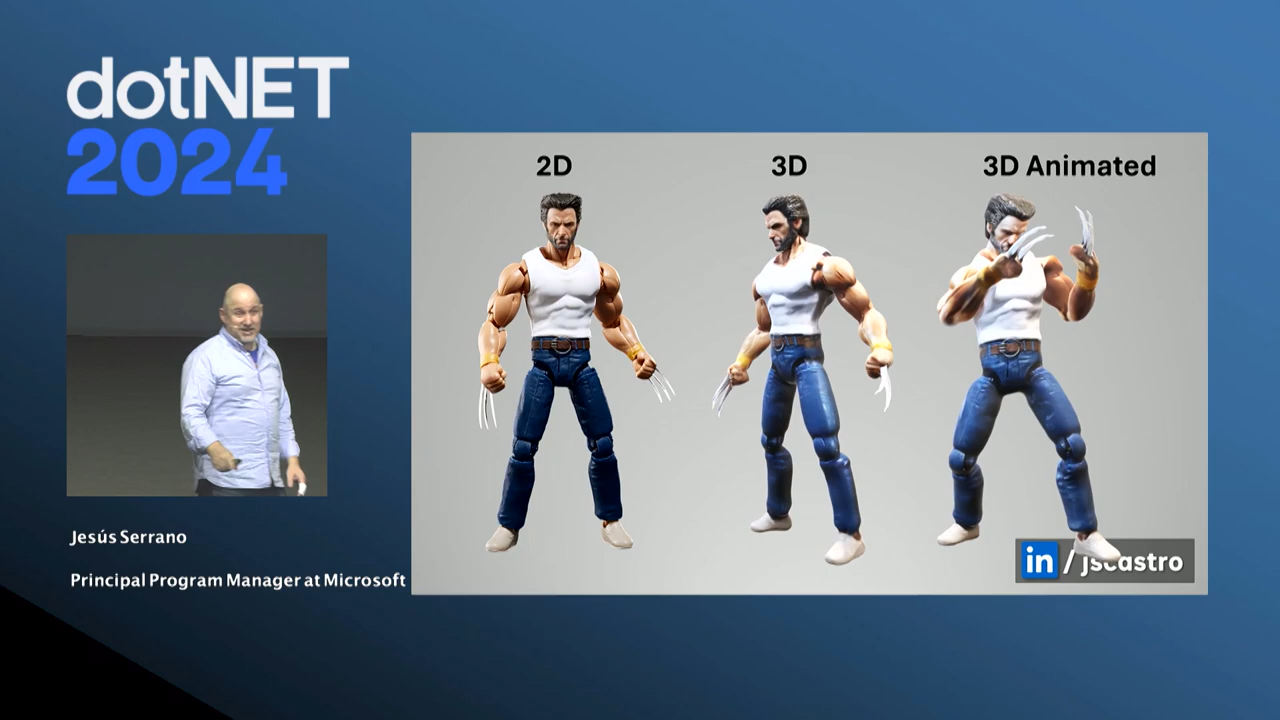 dotNET
2024
2D
3D
3D Animated
in / jscastro
Jesús Serrano
Principal Program Manager at Microsoft